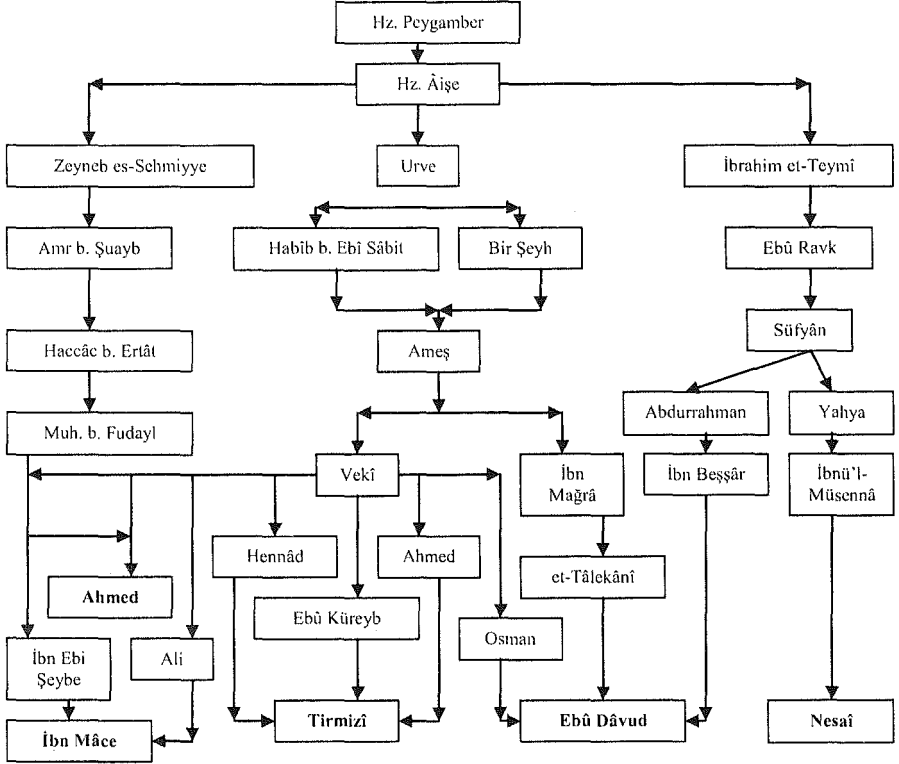 Hz. Peygamber
Hz. Âişe
Zeyneb es-Sehmiyye
Urve
İbrahim et-Teymî
Amr b. Şuayb
Habîb b. Ebî Sâbit
Bir Şeyh
Ebû Ravk
Haccâc b. Ertât
Ameş
Süfyân
Muh. b. Fudayl
Abdurrahman
Yahya
Vekî
İbn
Mağrâ
İbn Beşşâr
İbnü'l-
Müsennâ
Hennâd
Ahmed
et-Tâlekânî
Ahmed
Ebû Küreyb
Osman
İbn Ebi
Şeybe
Ali
İbn Mâce
Tirmizî
Ebû Dâvud
Nesaî